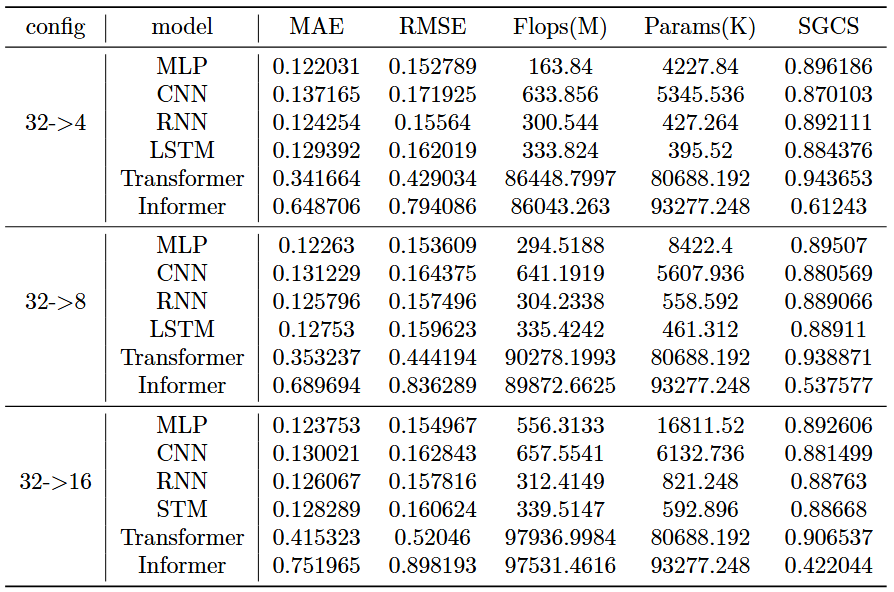 config model MAE RMSE Flops(M) Params(K) SGCS
MLP 0.122031 0.152789 163.84 4227.84 0.896186
CNN 0.137165 0.171925 633.856 5345.536 0.870103
32->4 RNN 0.124254 0.15564 300.544 427.264 0.892111
LSTM 0.129392 0.162019 333.824 395.52 0.884376
Transformer 0.341664 0.429034 86448.7997 80688.192 0.943653
Informer 0.648706 0.794086 86043.263 93277.248 0.61243
MLP 0.12263 0.153609 294.5188 8422.4 0.89507
CNN 0.131229 0.164375 641.1919 5607.936 0.880569
32->8 RNN 0.125796 0.157496 304.2338 558.592 0.889066
LSTM 0.12753 0.159623 335.4242 461.312 0.88911
Transformer 0.353237 0.444194 90278.1993 80688.192 0.938871
Informer 0.689694 0.836289 89872.6625 93277.248 0.537577
MLP 0.123753 0.154967 556.3133 16811.52 0.892606
CNN 0.130021 0.162843 657.5541 6132.736 0.881499
32->16 RNN 0.126067 0.157816 312.4149 821.248 0.88763
STM 0.128289 0.160624 339.5147 592.896 0.88668
Transformer 0.415323 0.52046 97936.9984 80688.192 0.906537
Informer 0.751965 0.898193 97531.4616 93277.248 0.422044